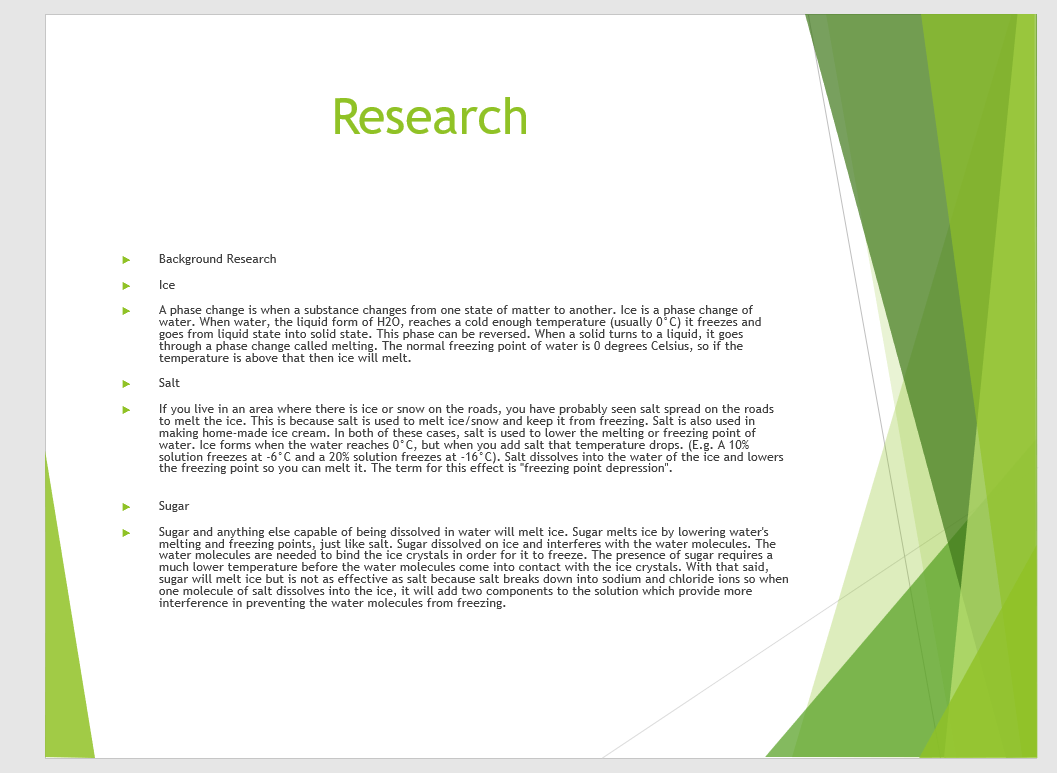 Research
Background Research
Ice
A phase change is when a substance changes from one state of matter to another. Ice is a phase change of
water. When water, the liquid form of H2O, reaches a cold enough temperature (usually 0°C) it freezes and
goes from liquid state into solid state. This phase can be reversed. When a solid turns to a liquid, it goes
through a phase change called melting. The normal freezing point of water is 0 degrees Celsius, so if the
temperature is above that then ice will melt.
Salt
If you live in an area where there is ice or snow on the roads, you have probably seen salt spread on the roads
to melt the ice. This is because salt is used to melt ice/snow and keep it from freezing. Salt is also used in
making home-made ice cream. In both of these cases, salt is used to lower the melting or freezing point of
water. Ice forms when the water reaches 0°C, but when you add salt that temperature drops. (E.g. A 10%
solution freezes at -6°C and a 20% solution freezes at -16°C). Salt dissolves into the water of the ice and lowers
the freezing point so you can melt it. The term for this effect is "freezing point depression".
Sugar
Sugar and anything else capable of being dissolved in water will melt ice. Sugar melts ice by lowering water's
melting and freezing points, just like salt. Sugar dissolved on ice and interferes with the water molecules. The
water molecules are needed to bind the ice crystals in order for it to freeze. The presence of sugar requires a
much lower temperature before the water molecules come into contact with the ice crystals. With that said,
sugar will melt ice but is not as effective as salt because salt breaks down into sodium and chloride ions so when
one molecule of salt dissolves into the ice, it will add two components to the solution which provide more
interference in preventing the water molecules from freezing.